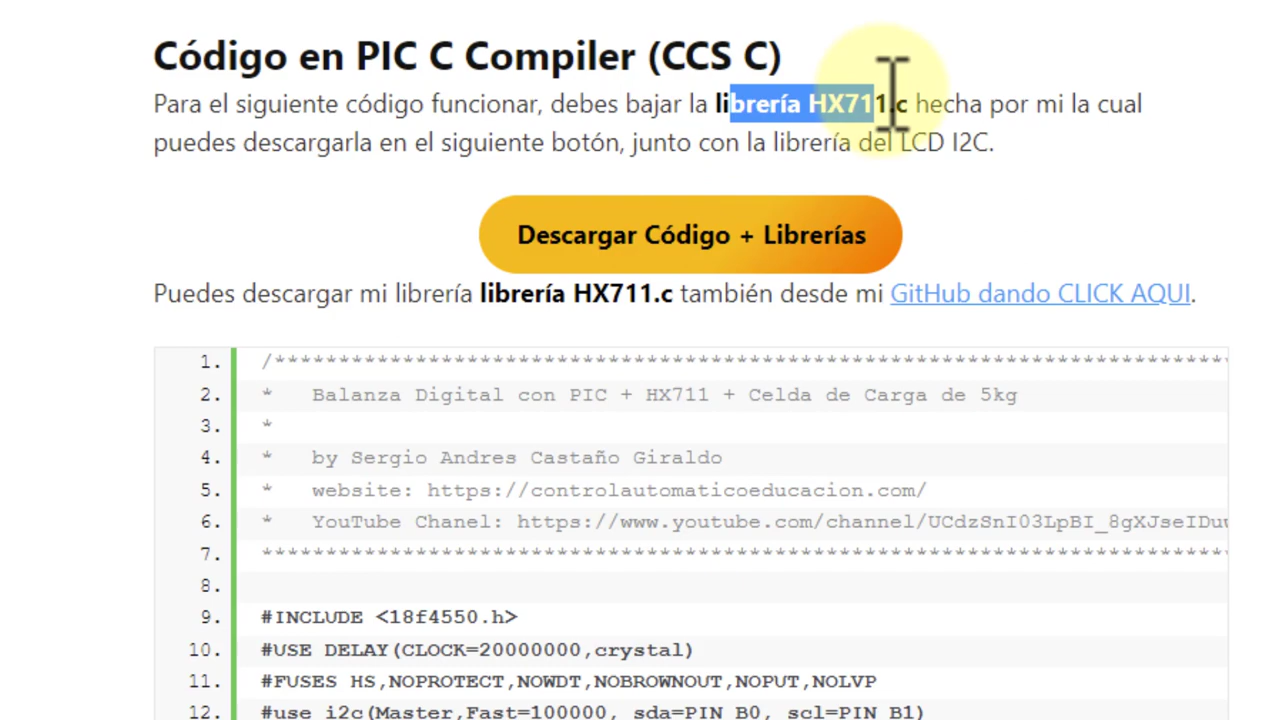 Código en PIC C Compiler (CCS C)
Para el siguiente código funcionar, debes bajar la librería HX711.c hecha por mi la cual
puedes descargarla en el siguiente botón, junto con la librería del LCD I2C.
Descargar Código + Librerías
Puedes descargar mi librería librería HX711.c también desde mi GitHub dando CLICK AQUI.
1. /***************************************************************************
2. *   Balanza Digital con PIC + HX711 + Celda de Carga de 5kg
3. *
4. *   by Sergio Andres Castaño Giraldo
5. *   website: https://controlautomaticoeducacion.com/
6. *   YouTube Chanel: https://www.youtube.com/channel/UCdzSnI03LpBI_8gXJseIDuw
7. ****************************************************************************
8.
9. #INCLUDE <18f4550.h>
10. #USE DELAY(CLOCK=20000000,crystal)
11. #FUSES HS,NOPROTECT,NOWDT,NOBROWNOUT,NOPUT,NOLVP
12. #use i2c(Master,Fast=100000, sda=PIN_B0, scl=PIN_B1)